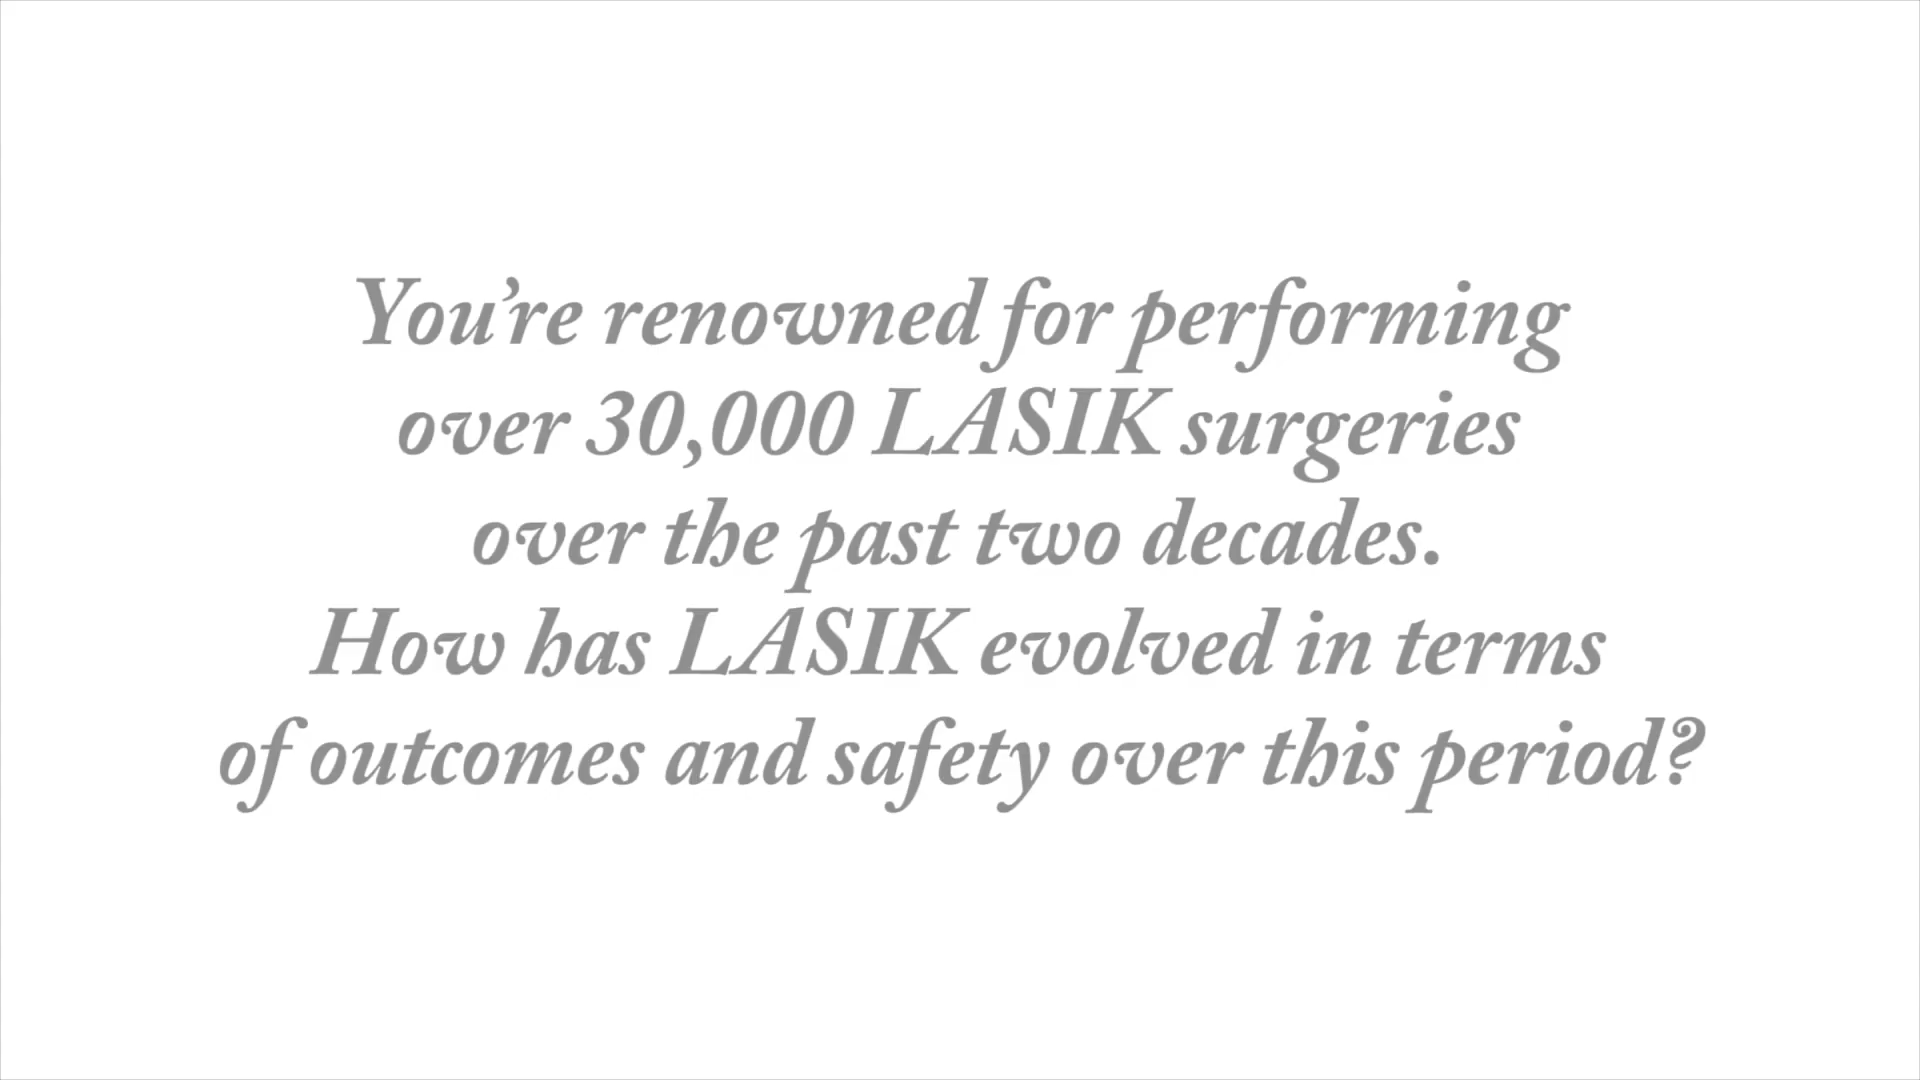 You’re renowned for performing
over 30,000 LASIK surgeries
over the past two decades.
How has LASIK evolved in terms
of outcomes and safety over this period?